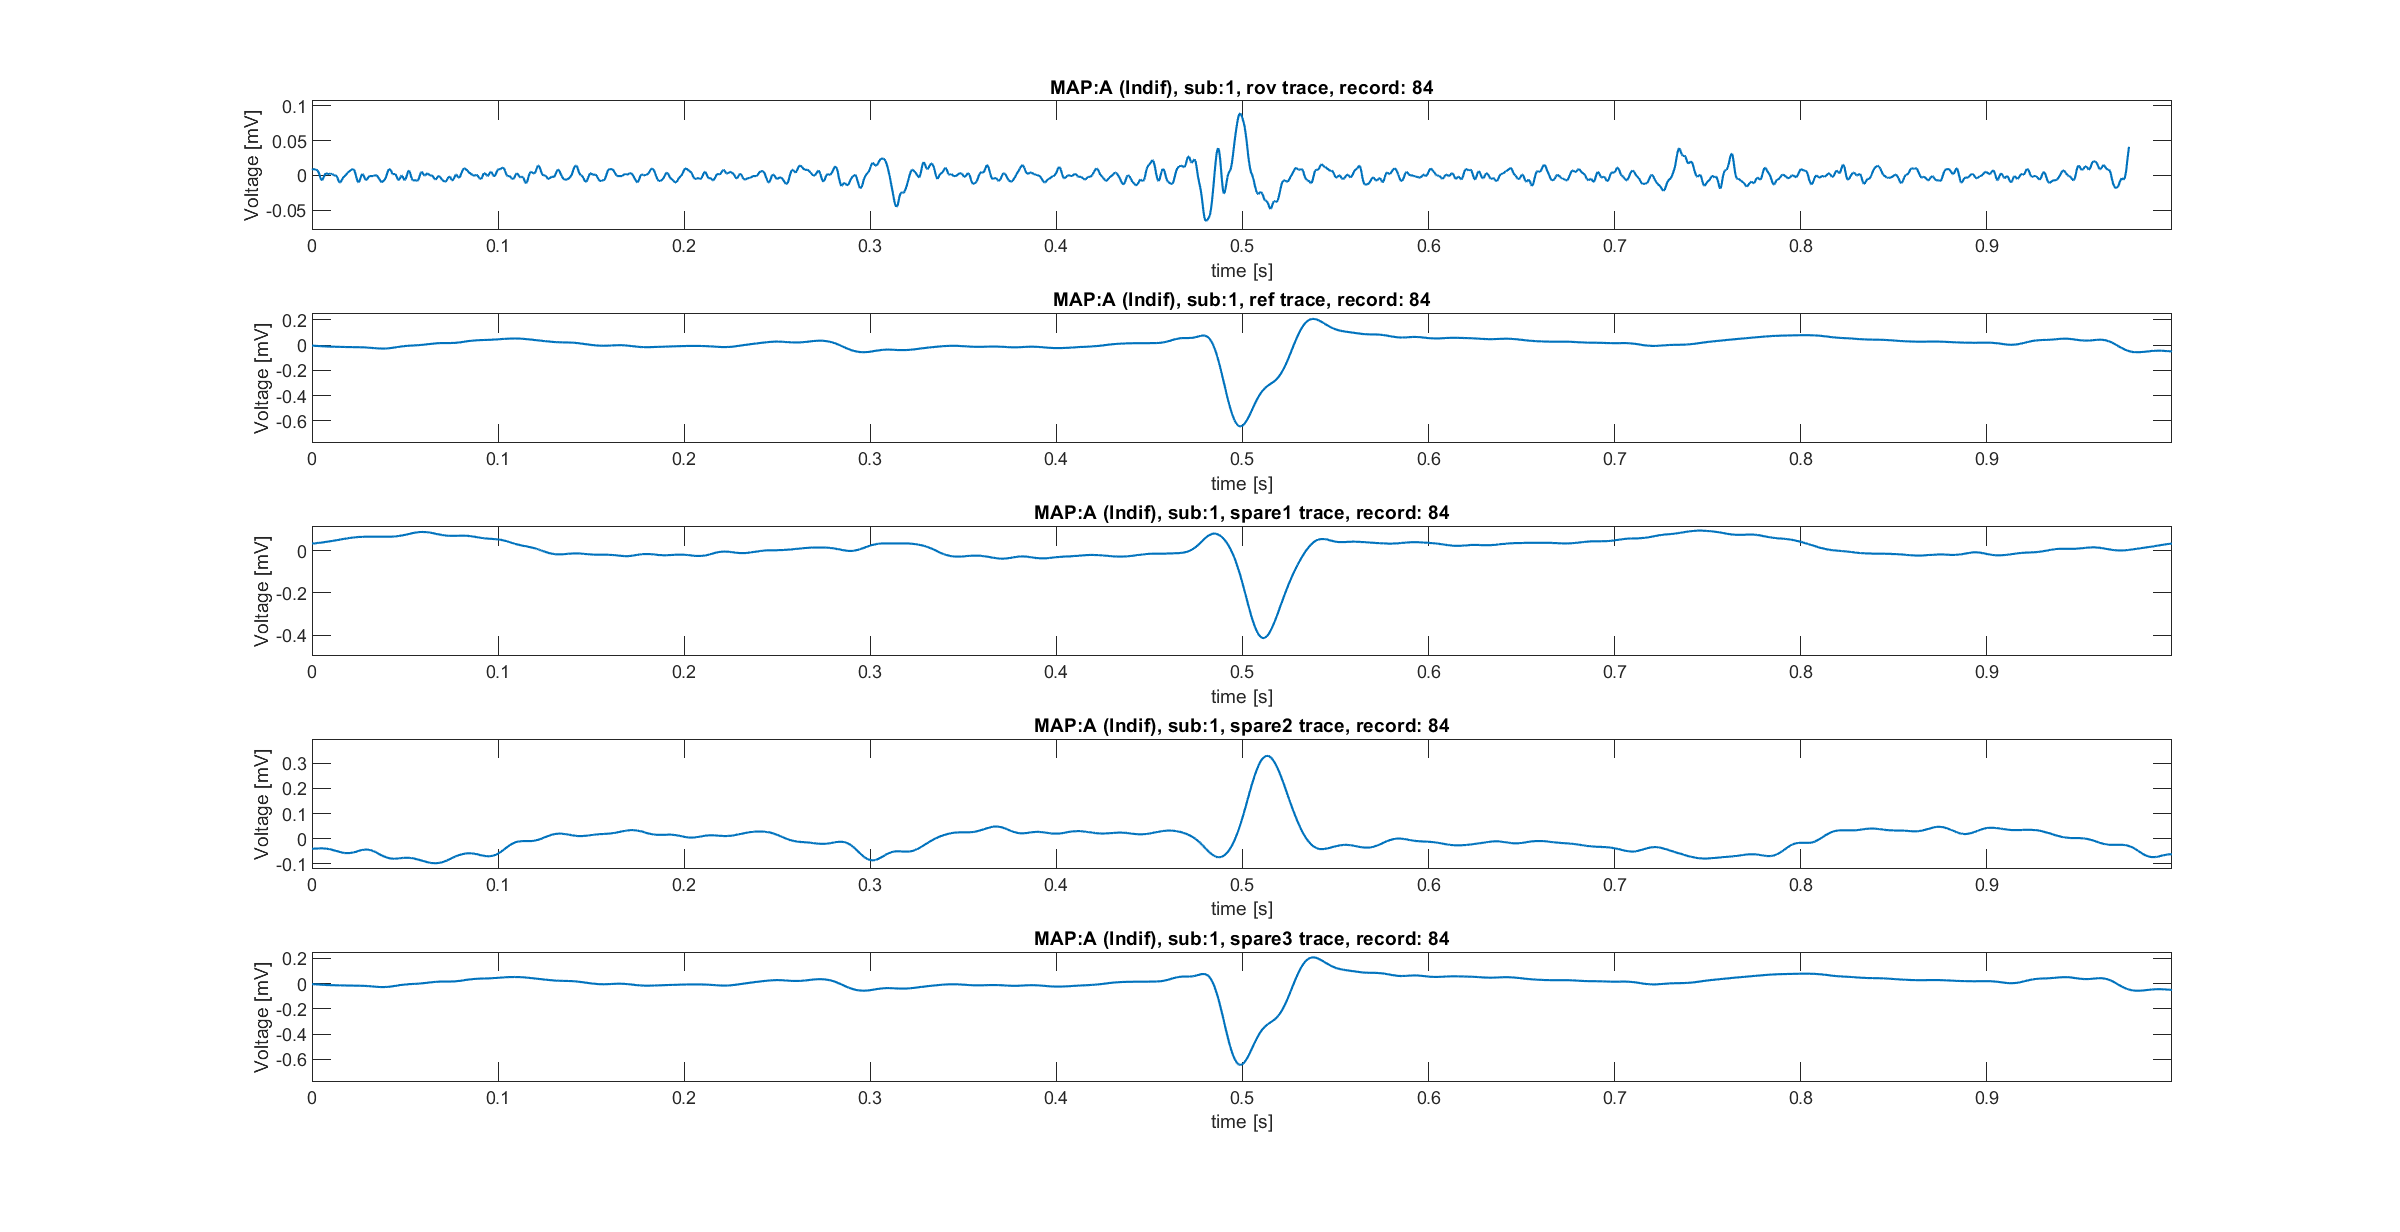 MAP:A (Indif), sub:1, rov trace, record: 84
Voltage [mV]
0.1
0.05
0
-0.05
0 0.1 0.2 0.3 0.4 0.5 0.6 0.7 0.8 0.9
time [s]
MAP:A (Indif), sub:1, ref trace, record: 84
Voltage [mV]
0.2
0
-0.2
-0.4
-0.6
0 0.1 0.2 0.3 0.4 0.5 0.6 0.7 0.8 0.9
time [s]
MAP:A (Indif), sub:1, spare1 trace, record: 84
Voltage [mV]
0
-0.2
-0.4
0 0.1 0.2 0.3 0.4 0.5 0.6 0.7 0.8 0.9
time [s]
MAP:A (Indif), sub:1, spare2 trace, record: 84
Voltage [mV]
0.3
0.2
0.1
0
-0.1
0 0.1 0.2 0.3 0.4 0.5 0.6 0.7 0.8 0.9
time [s]
MAP:A (Indif), sub:1, spare3 trace, record: 84
Voltage [mV]
0.2
0
-0.2
-0.4
-0.6
0 0.1 0.2 0.3 0.4 0.5 0.6 0.7 0.8 0.9
time [s]